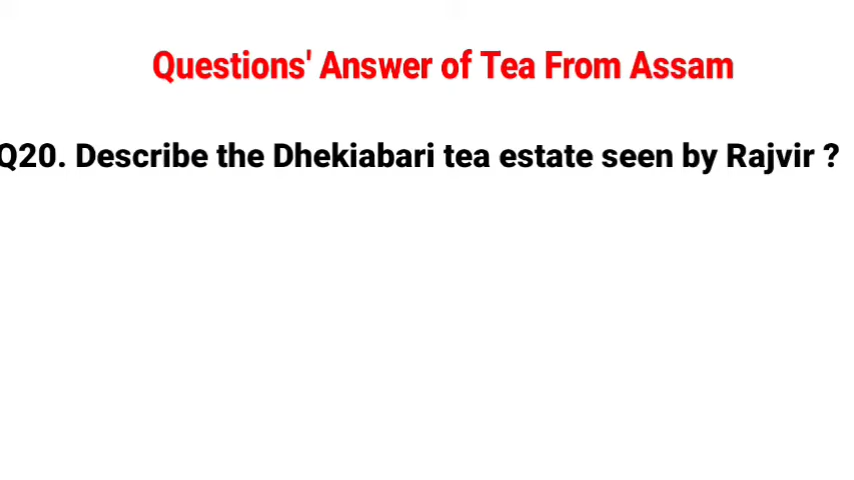 Questions' Answer of Tea From Assam
Q20. Describe the Dhekiabari tea estate seen by Rajvir ?